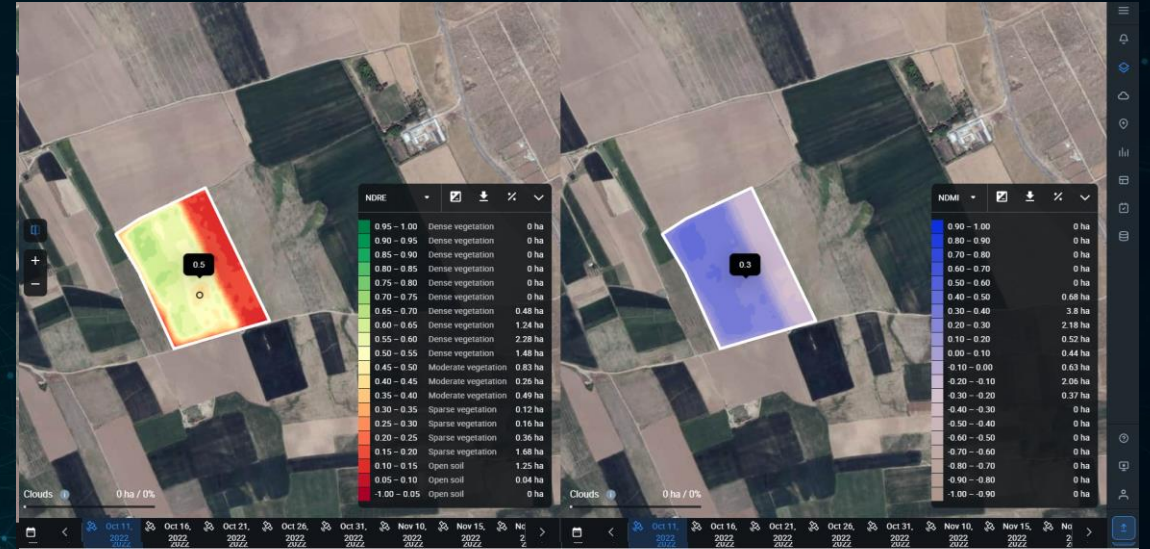 NDRE
0.95 – 1.00 Dense vegetation 0 ha
0.90 – 0.95 Dense vegetation 0 ha
0.85 – 0.90 Dense vegetation 0 ha
0.80 – 0.85 Dense vegetation 0 ha
0.75 – 0.80 Dense vegetation 0 ha
0.70 – 0.75 Dense vegetation 0 ha
0.65 – 0.70 Dense vegetation 0.48 ha
0.60 – 0.65 Dense vegetation 1.24 ha
0.55 – 0.60 Dense vegetation 2.28 ha
0.50 – 0.55 Dense vegetation 1.48 ha
0.45 – 0.50 Moderate vegetation 0.83 ha
0.40 – 0.45 Moderate vegetation 0.26 ha
0.35 – 0.40 Moderate vegetation 0.49 ha
0.30 – 0.35 Sparse vegetation 0.12 ha
0.25 – 0.30 Sparse vegetation 0.16 ha
0.20 – 0.25 Sparse vegetation 0.36 ha
0.15 – 0.20 Sparse vegetation 1.68 ha
0.10 – 0.15 Open soil 1.25 ha
0.05 – 0.10 Open soil 0.04 ha
-1.00 – 0.05 Open soil 0 ha
0.5
Clouds 0 ha / 0%
Oct 11, Oct 16, Oct 21, Oct 26, Oct 31, Nov 10, Nov 15, No
2022 2022 2022 2022 2022 2022 2022 2
NDMI
0.90 – 1.00 0 ha
0.80 – 0.90 0 ha
0.70 – 0.80 0 ha
0.60 – 0.70 0 ha
0.50 – 0.60 0 ha
0.40 – 0.50 0.68 ha
0.30 – 0.40 3.8 ha
0.20 – 0.30 2.18 ha
0.10 – 0.20 0.52 ha
0.00 – 0.10 0.44 ha
-0.10 – 0.00 0.63 ha
-0.20 – -0.10 2.06 ha
-0.30 – -0.20 0.37 ha
-0.40 – -0.30 0 ha
-0.50 – -0.40 0 ha
-0.60 – -0.50 0 ha
-0.70 – -0.60 0 ha
-0.80 – -0.70 0 ha
-0.90 – -0.80 0 ha
-1.00 – -0.90 0 ha
0.3
Clouds 0 ha / 0%
Oct 11, Oct 16, Oct 21, Oct 26, Oct 31, Nov 10, Nov 15, No
2022 2022 2022 2022 2022 2022 2022 2